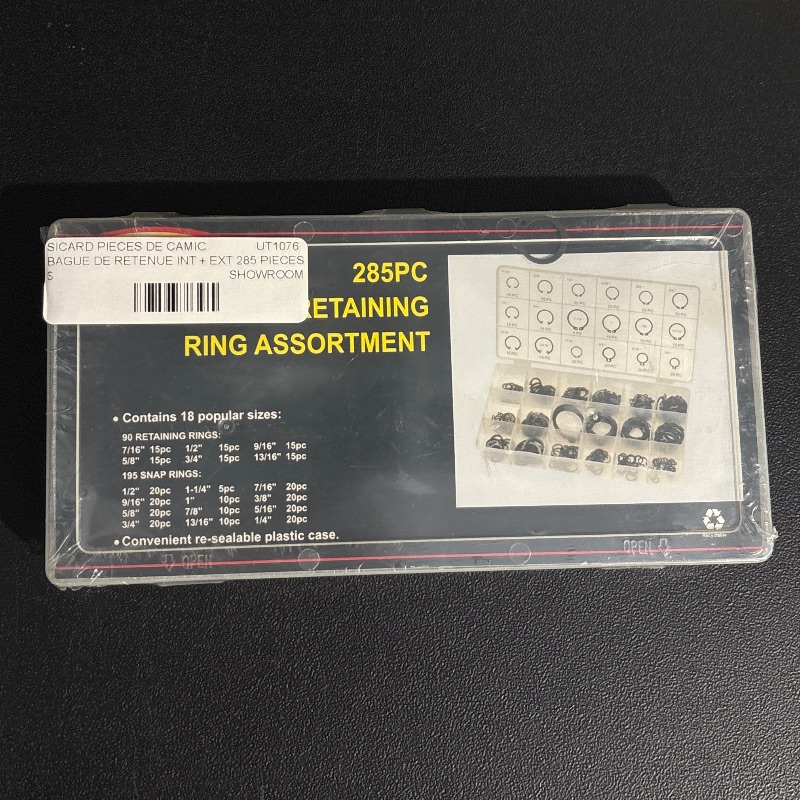 SICARD PIECES DE CAMIC UT1076
BAGUE DE RETENUE INT + EXT 285 PIECES
$ SHOWROOM
285PC
RETAINING
RING ASSORTMENT
• Contains 18 popular sizes:
90 RETAINING RINGS:
7/16" 15pc 1/2" 15pc 9/16" 15pc
5/8" 15pc 3/4" 15pc 13/16" 15pc
195 SNAP RINGS:
1/2" 20pc 1-1/4" 5pc 7/16" 20pc
9/16" 20pc 1" 10pc 3/8" 20pc
5/8" 20pc 7/8" 10pc 5/16" 20pc
3/4" 20pc 13/16" 10pc 1/4" 20pc
• Convenient re-sealable plastic case.
Recyclable
OPEN OPEN